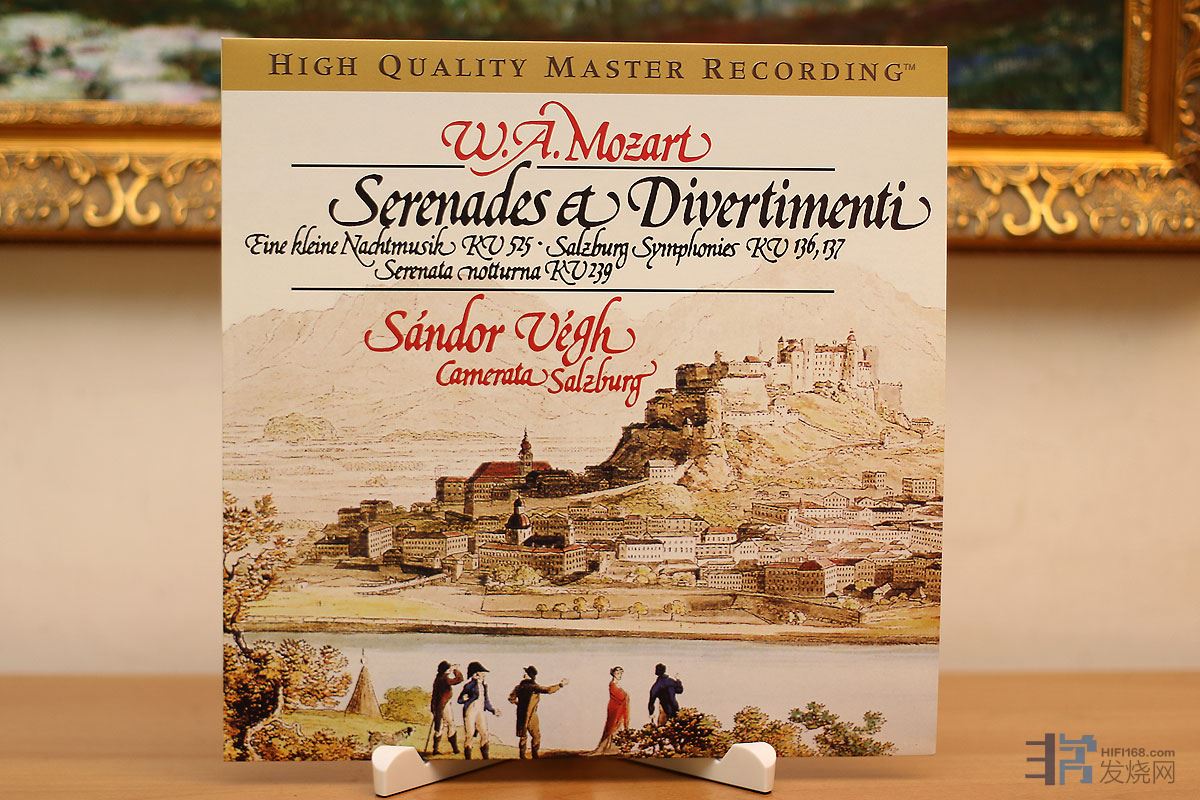 HIGH QUALITY MASTER RECORDING™
W.A. Mozart
Serenades et Divertimenti
Eine kleine Nachtmusik KV 525 · Salzburg Symphonies KV 136, 137
Serenata notturna KV 239
Sándor Végh
Camerata Salzburg
HIFI168.com
发烧网